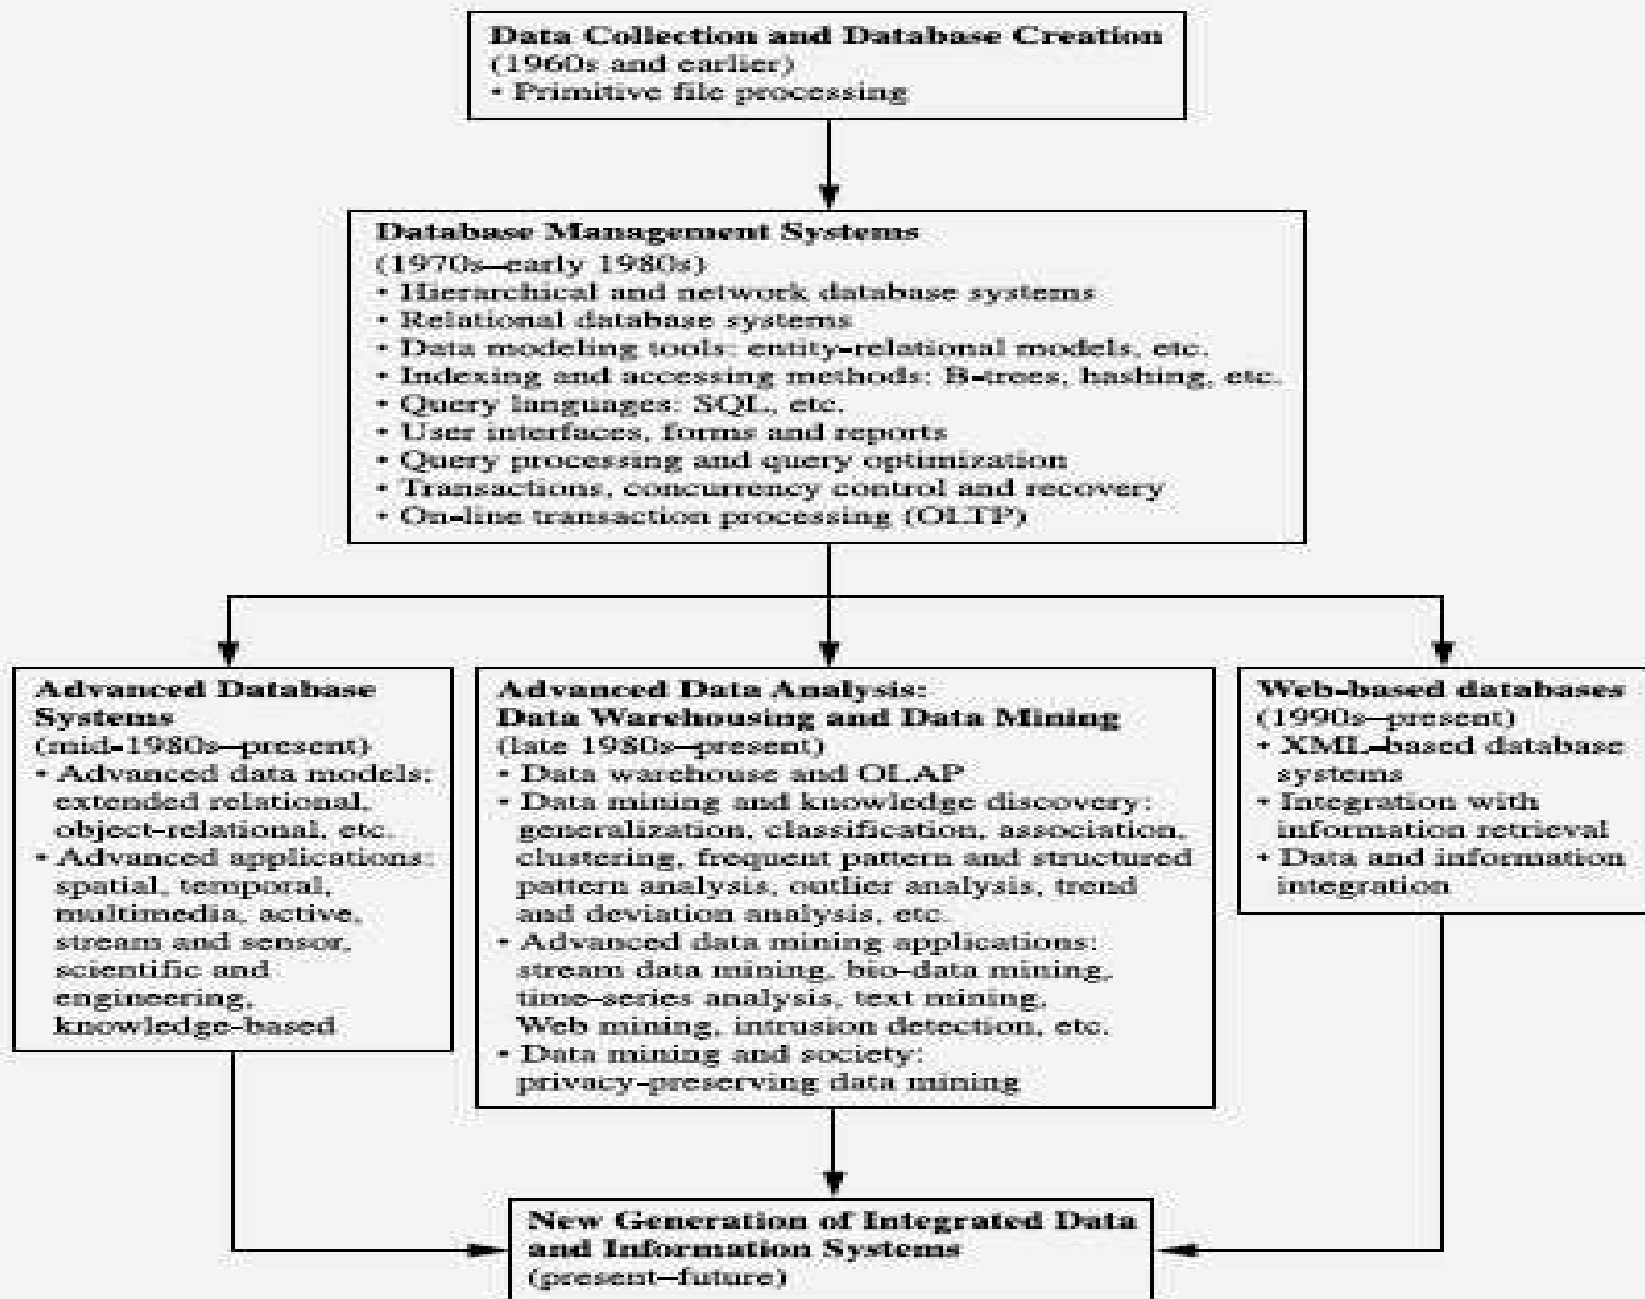 Data Collection and Database Creation
(1960s and earlier)
• Primitive file processing
Database Management Systems
(1970s–early 1980s)
• Hierarchical and network database systems
• Relational database systems
• Data modeling tools: entity-relational models, etc.
• Indexing and accessing methods: B-trees, hashing, etc.
• Query languages: SQL, etc.
• User interfaces, forms and reports
• Query processing and query optimization
• Transactions, concurrency control and recovery
• On-line transaction processing (OLTP)
Advanced Database
Systems
(mid-1980s–present)
• Advanced data models:
extended relational,
object-relational, etc.
• Advanced applications:
spatial, temporal,
multimedia, active,
stream and sensor,
scientific and
engineering,
knowledge-based
Advanced Data Analysis:
Data Warehousing and Data Mining
(late 1980s–present)
• Data warehouse and OLAP
• Data mining and knowledge discovery:
generalization, classification, association,
clustering, frequent pattern and structured
pattern analysis, outlier analysis, trend
and deviation analysis, etc.
• Advanced data mining applications:
stream data mining, bio-data mining,
time-series analysis, text mining,
Web mining, intrusion detection, etc.
• Data mining and society:
privacy-preserving data mining
Web-based databases
(1990s–present)
• XML-based database
systems
• Integration with
information retrieval
• Data and information
integration
New Generation of Integrated Data
and Information Systems
(present–future)